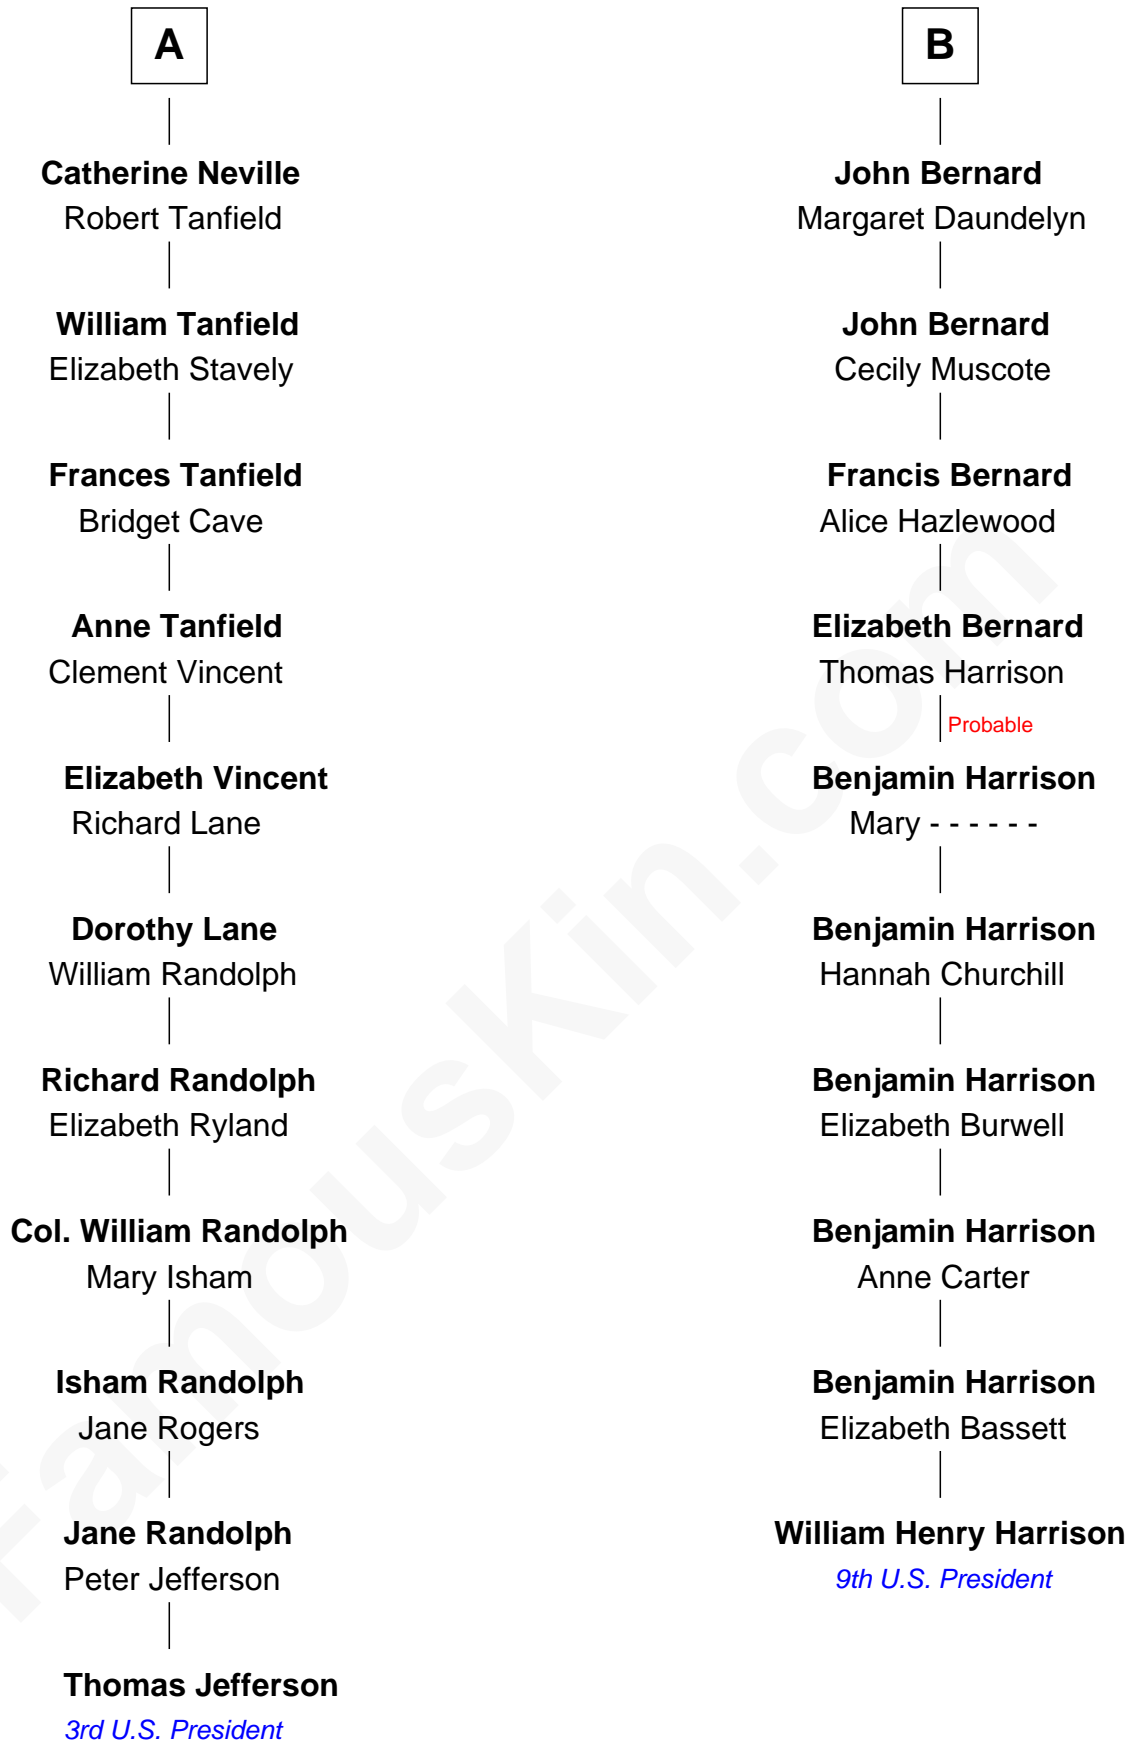 A
Catherine Neville
Robert Tanfield
William Tanfield
Elizabeth Stavely
Frances Tanfield
Bridget Cave
Anne Tanfield
Clement Vincent
Elizabeth Vincent
Richard Lane
Dorothy Lane
William Randolph
Richard Randolph
Elizabeth Ryland
Col. William Randolph
Mary Isham
Isham Randolph
Jane Rogers
Jane Randolph
Peter Jefferson
Thomas Jefferson
3rd U.S. President
B
John Bernard
Margaret Daundelyn
John Bernard
Cecily Muscote
Francis Bernard
Alice Hazlewood
Elizabeth Bernard
Thomas Harrison
Probable
Benjamin Harrison
Mary - - - - - -
Benjamin Harrison
Hannah Churchill
Benjamin Harrison
Elizabeth Burwell
Benjamin Harrison
Anne Carter
Benjamin Harrison
Elizabeth Bassett
William Henry Harrison
9th U.S. President
FamousKin.com